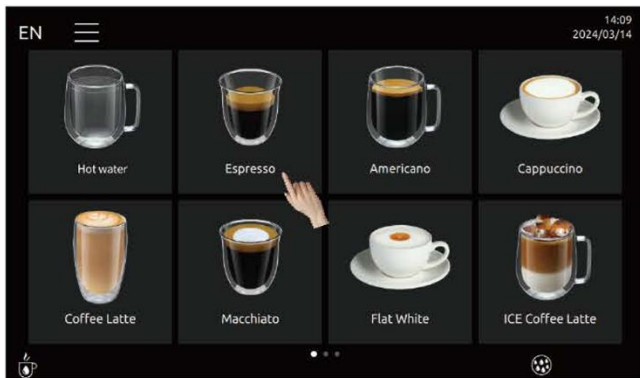 EN
14:09
2024/03/14
Hot water
Espresso
Americano
Cappuccino
Coffee Latte
Macchiato
Flat White
ICE Coffee Latte